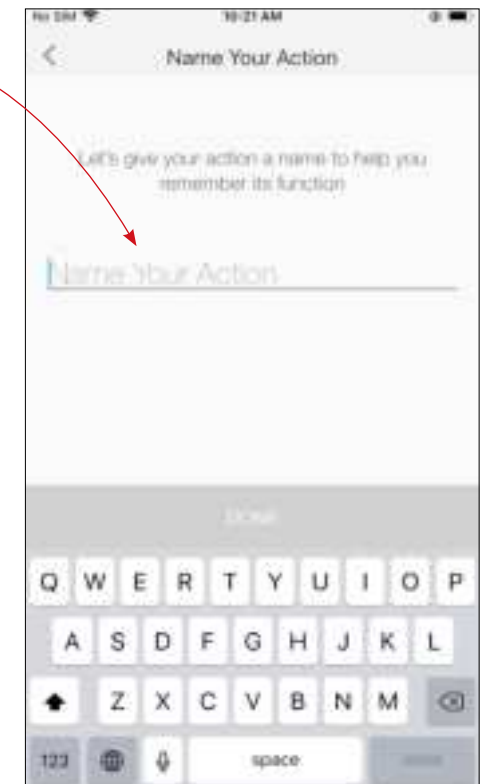 No SIM 10:21 AM
Name Your Action
Let's give your action a name to help you
remember its function
Name Your Action
DONE
Q W E R T Y U I O P
A S D F G H J K L
Z X C V B N M
123 space